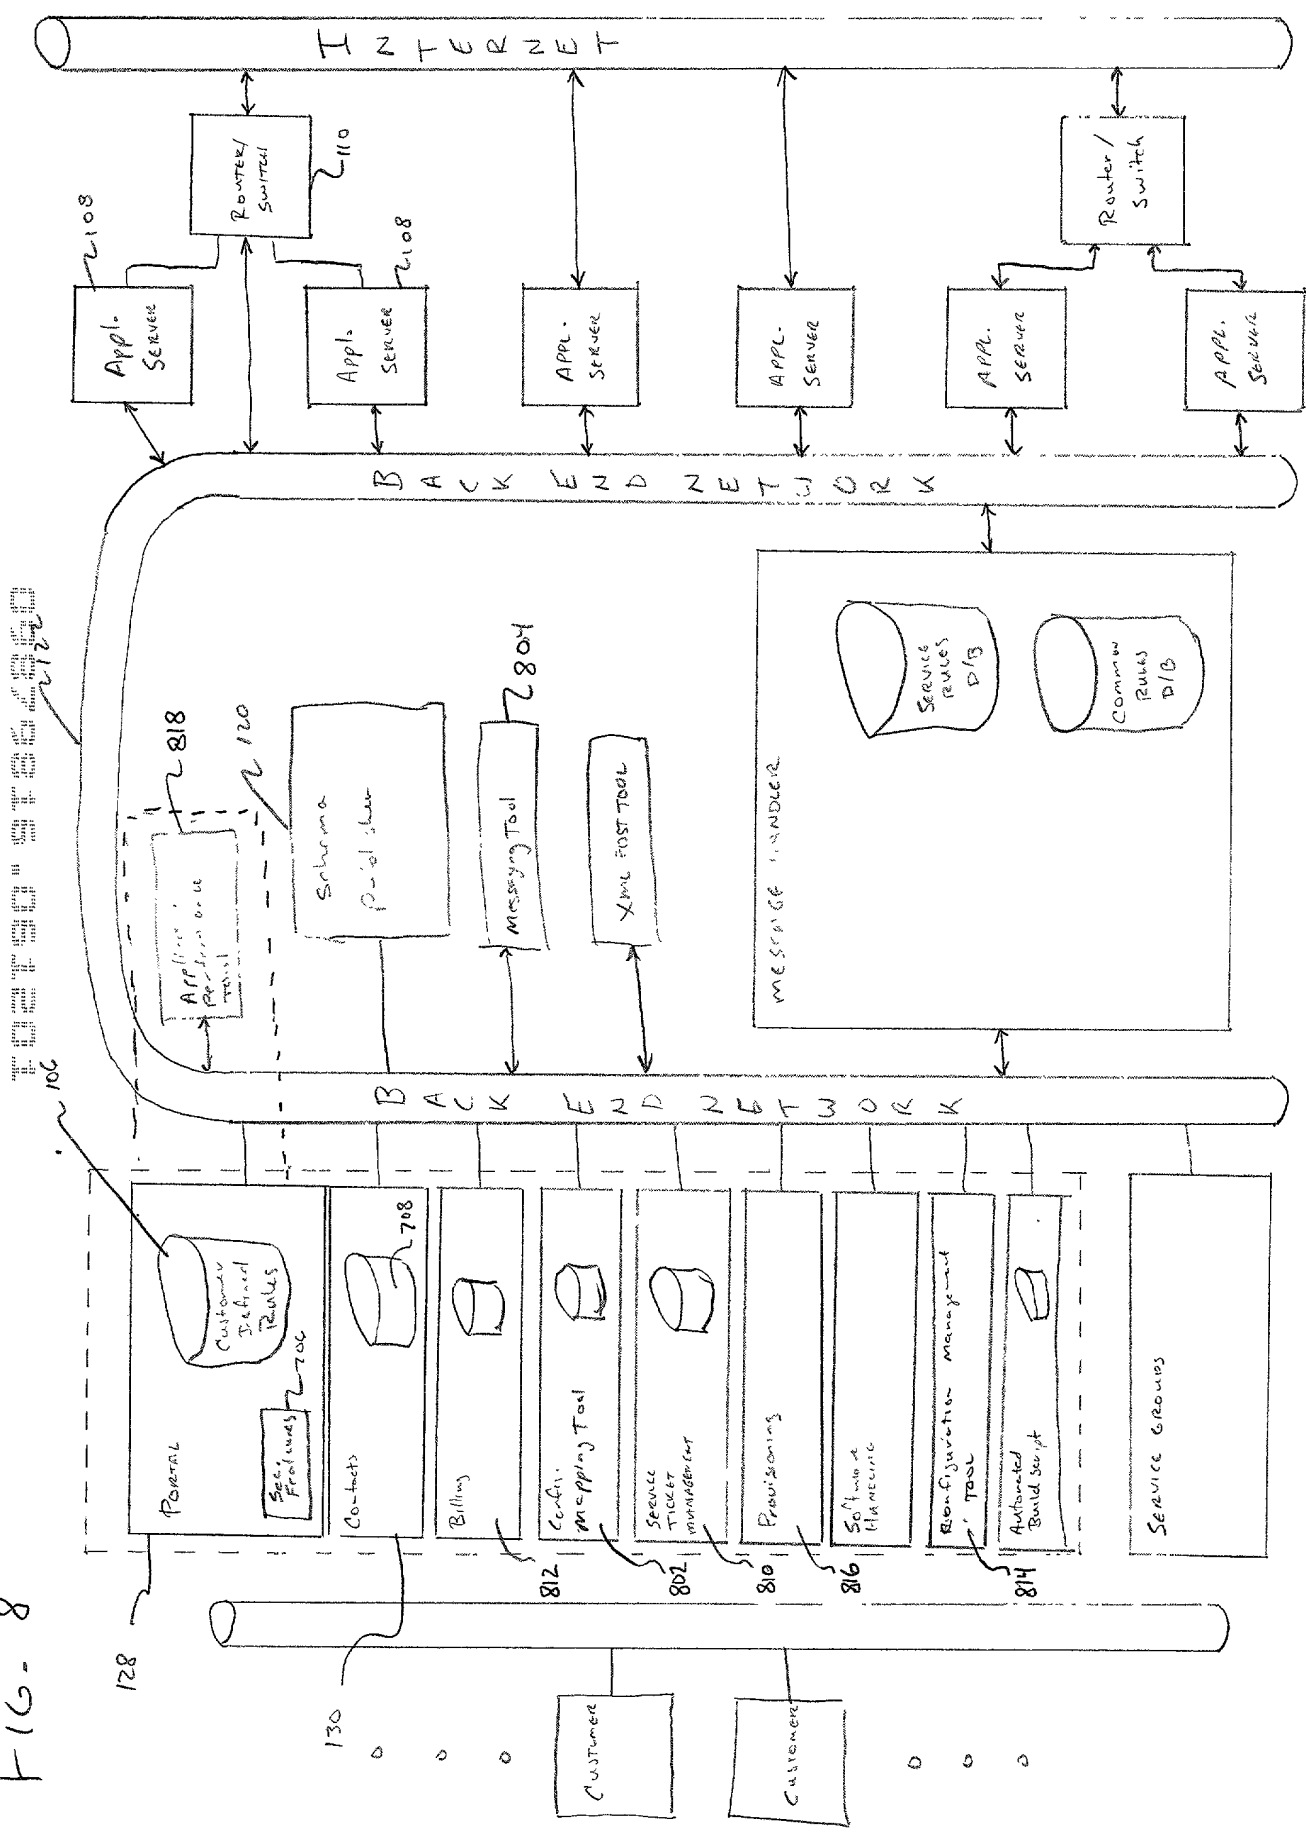 FIG. 8
128
PORTAL
Sec.
Features
706
Customer
Defined
Rules
106
130
Contacts
708
Billing
812
Config.
Mapping Tool
802
SERVICE
TICKET
MANAGEMENT
810
Provisioning
816
Software
814
Configuration Management
TOOL
Automated
Build Script
SERVICE GROUPS
CUSTOMER
CUSTOMER
BACK END NETWORK
818
Tool
120
Schema
Publisher
Messaging Tool
804
XML POST TOOL
MESSAGE HANDLER
SERVICE
RULES
D/B
COMMON
RULES
D/B
BACK END NETWORK
Appl.
SERVER
108
Appl.
SERVER
108
APPL.
SERVER
APPL.
SERVER
APPL.
SERVER
APPL.
SERVER
ROUTER/
SWITCH
110
Router/
Switch
INTERNET